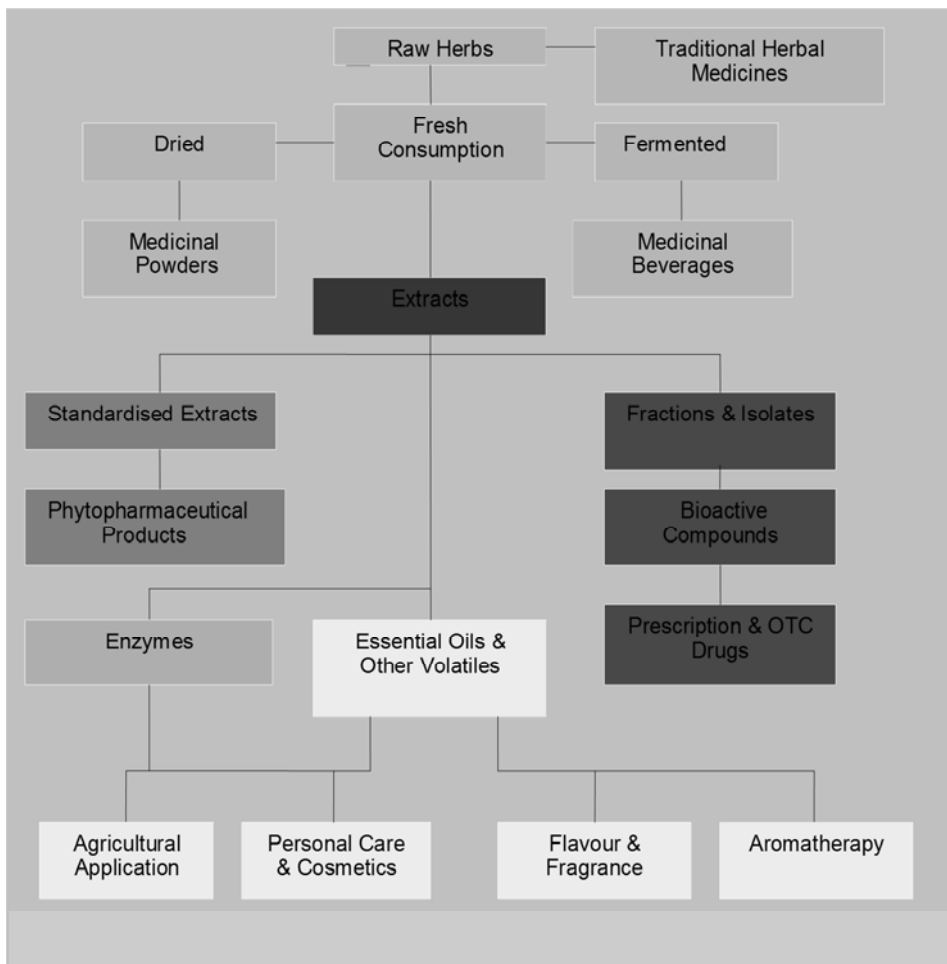 Raw Herbs
Traditional Herbal
Medicines
Dried
Fresh
Consumption
Fermented
Medicinal
Powders
Medicinal
Beverages
Extracts
Standardised Extracts
Fractions & Isolates
Phytopharmaceutical
Products
Bioactive
Compounds
Enzymes
Essential Oils &
Other Volatiles
Prescription & OTC
Drugs
Agricultural
Application
Personal Care
& Cosmetics
Flavour &
Fragrance
Aromatherapy